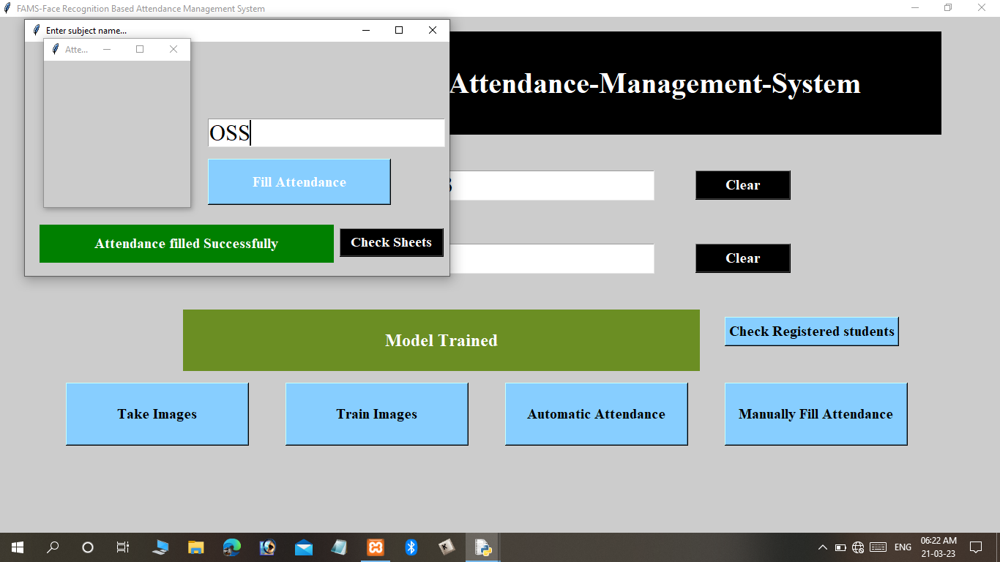 FAMS-Face Recognition Based Attendance Management System
Enter subject name...
Atte...
Attendance-Management-System
OSS
Fill Attendance
Clear
Attendance filled Successfully
Check Sheets
Clear
Model Trained
Check Registered students
Take Images
Train Images
Automatic Attendance
Manually Fill Attendance
ENG
06:22 AM
21-03-23